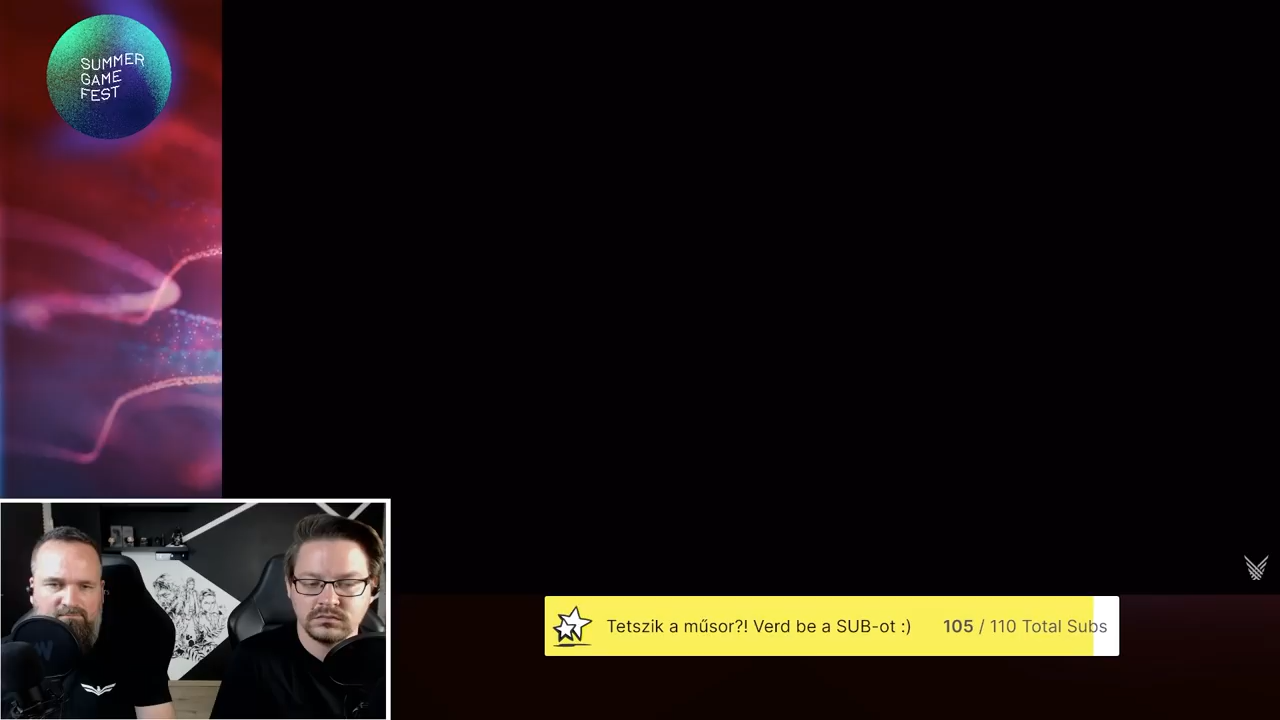 SUMMER
GAME
FEST
Tetszik a műsor?! Verd be a SUB-ot :) 105 / 110 Total Subs